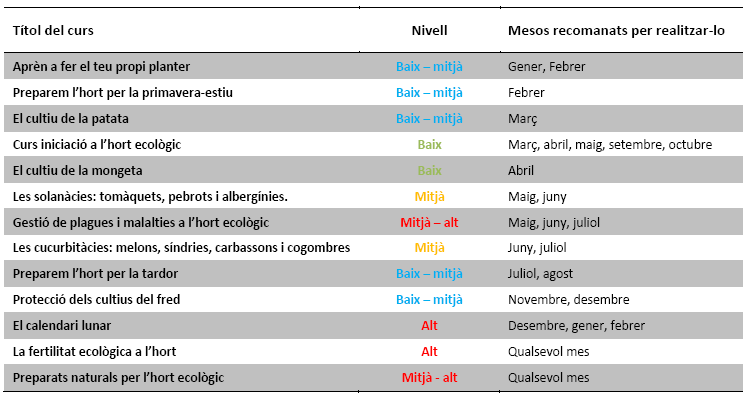 Títol del curs Nivell Mesos recomanats per realitzar-lo
Aprèn a fer el teu propi planter Baix – mitjà Gener, Febrer
Preparem l’hort per la primavera-estiu Baix – mitjà Febrer
El cultiu de la patata Baix – mitjà Març
Curs iniciació a l’hort ecològic Baix Març, abril, maig, setembre, octubre
El cultiu de la mongeta Baix Abril
Les solanàcies: tomàquets, pebrots i albergínies. Mitjà Maig, juny
Gestió de plagues i malalties a l’hort ecològic Mitjà – alt Maig, juny, juliol
Les cucurbitàcies: melons, síndries, carbassons i cogombres Mitjà Juny, juliol
Preparem l’hort per la tardor Baix – mitjà Juliol, agost
Protecció dels cultius del fred Baix – mitjà Novembre, desembre
El calendari lunar Alt Desembre, gener, febrer
La fertilitat ecològica a l’hort Alt Qualsevol mes
Preparats naturals per l’hort ecològic Mitjà - alt Qualsevol mes